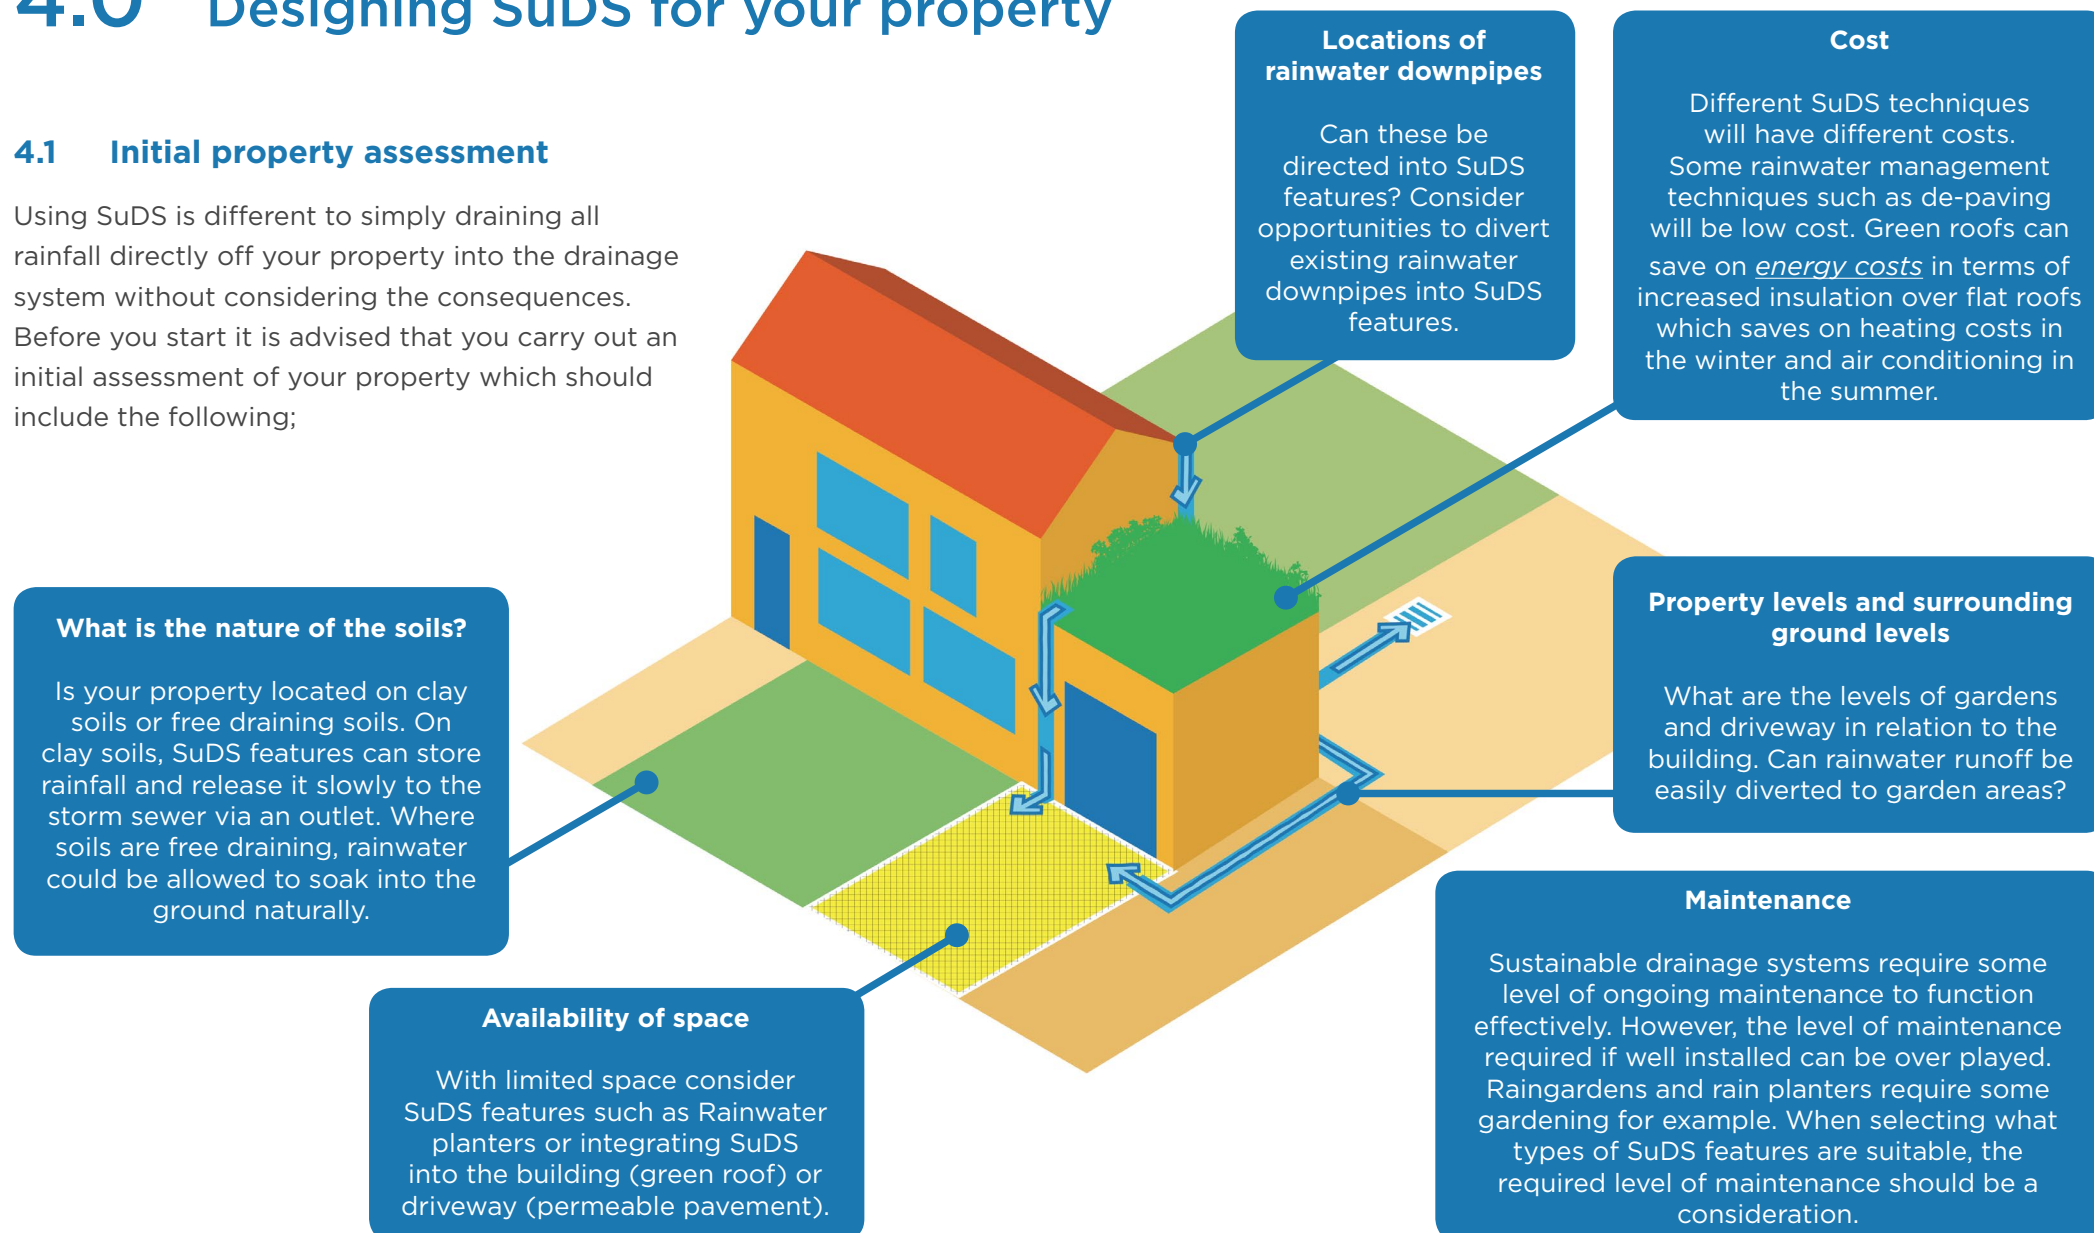 4.0 Designing SuDS for your property
4.1 Initial property assessment
Using SuDS is different to simply draining all
rainfall directly off your property into the drainage
system without considering the consequences.
Before you start it is advised that you carry out an
initial assessment of your property which should
include the following;
Locations of
rainwater downpipes
Can these be
directed into SuDS
features? Consider
opportunities to divert
existing rainwater
downpipes into SuDS
features.
Cost
Different SuDS techniques
will have different costs.
Some rainwater management
techniques such as de-paving
will be low cost. Green roofs can
save on energy costs in terms of
increased insulation over flat roofs
which saves on heating costs in
the winter and air conditioning in
the summer.
What is the nature of the soils?
Is your property located on clay
soils or free draining soils. On
clay soils, SuDS features can store
rainfall and release it slowly to the
storm sewer via an outlet. Where
soils are free draining, rainwater
could be allowed to soak into the
ground naturally.
Property levels and surrounding
ground levels
What are the levels of gardens
and driveway in relation to the
building. Can rainwater runoff be
easily diverted to garden areas?
Availability of space
With limited space consider
SuDS features such as Rainwater
planters or integrating SuDS
into the building (green roof) or
driveway (permeable pavement).
Maintenance
Sustainable drainage systems require some
level of ongoing maintenance to function
effectively. However, the level of maintenance
required if well installed can be over played.
Raingardens and rain planters require some
gardening for example. When selecting what
types of SuDS features are suitable, the
required level of maintenance should be a
consideration.